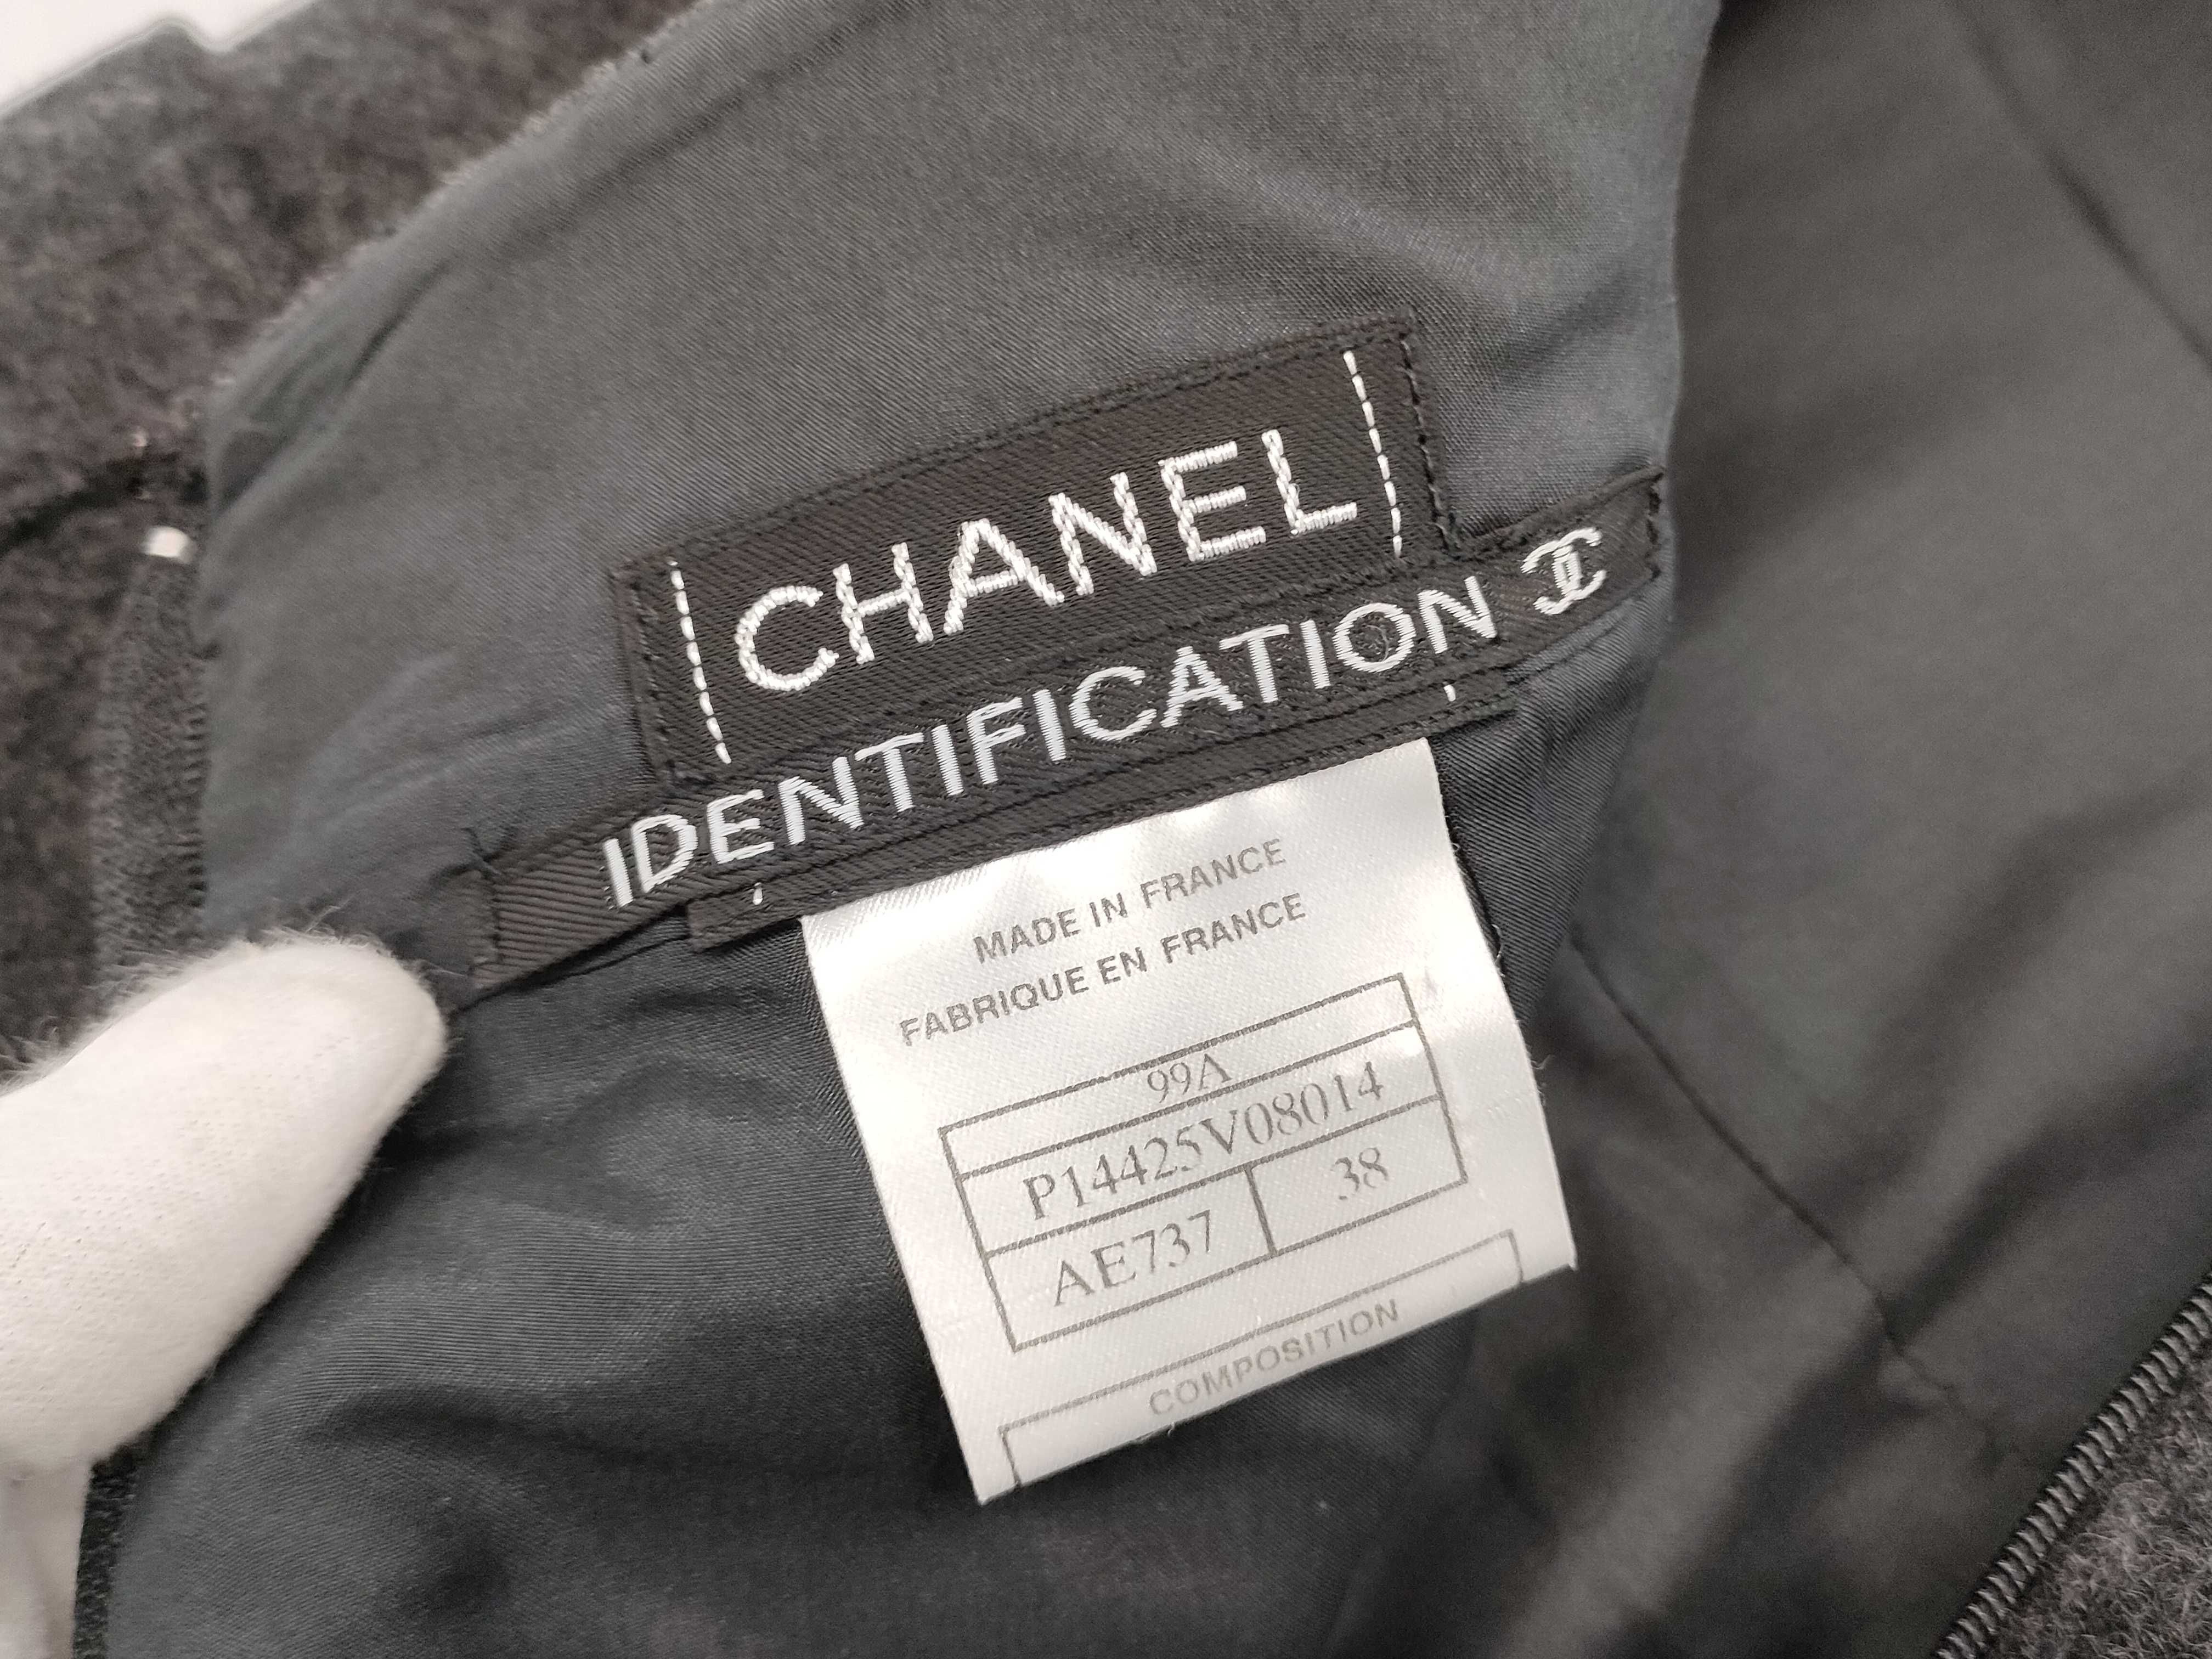 CHANEL
IDENTIFICATION
MADE IN FRANCE
FABRIQUE EN FRANCE
99A
P14425V08014
AE737 38
COMPOSITION